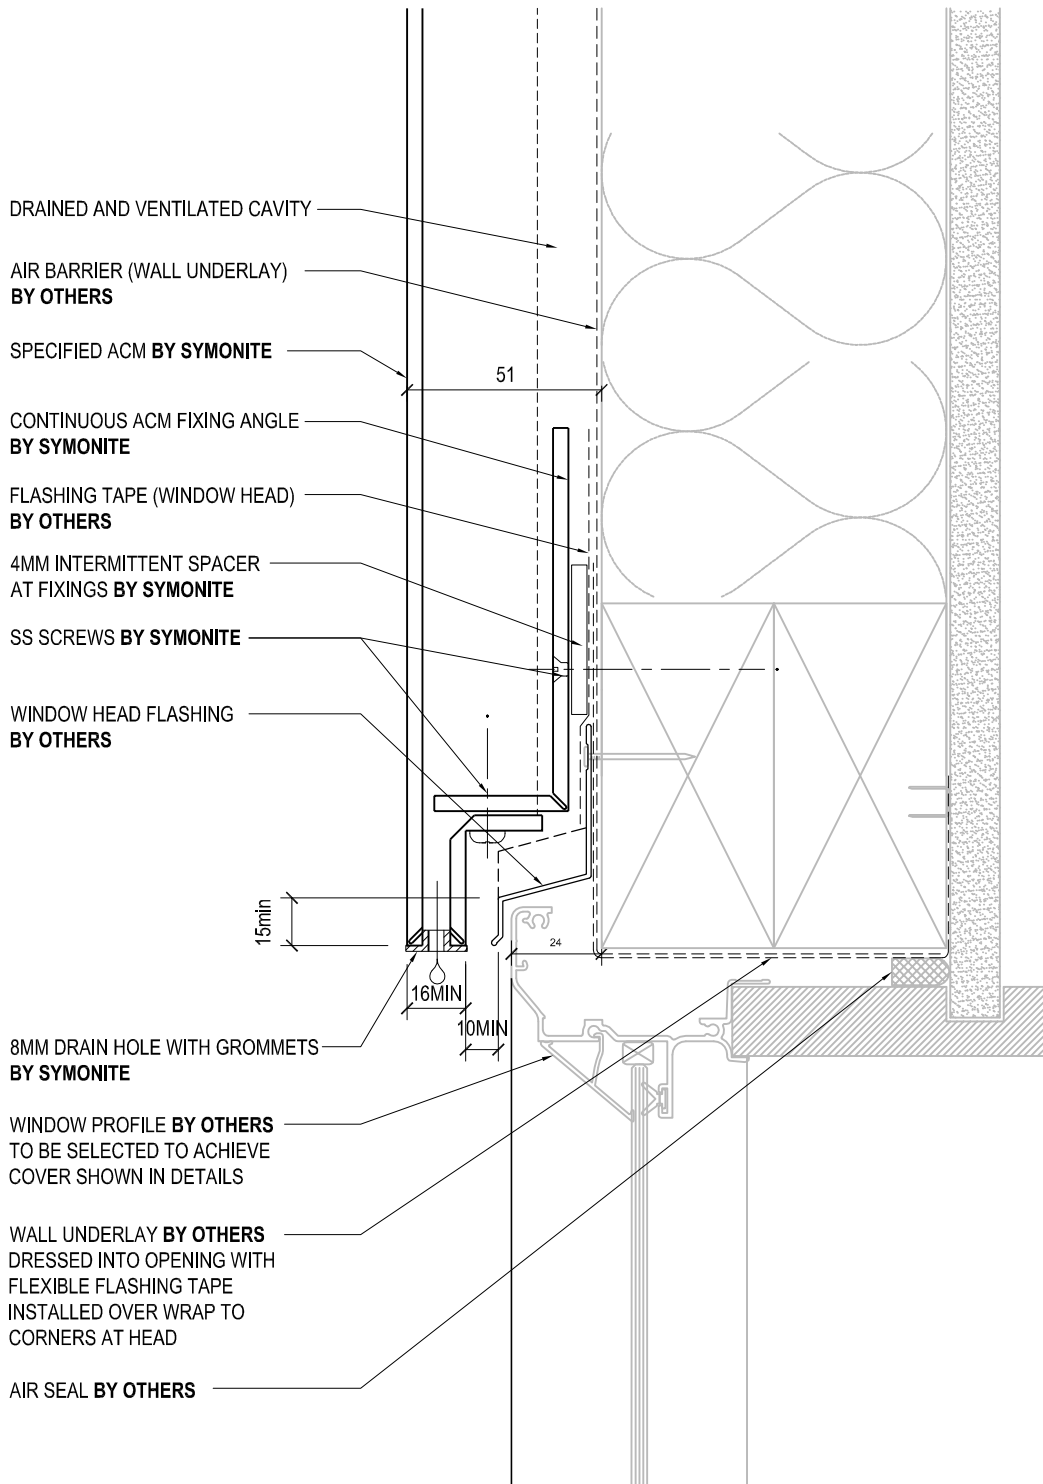 DRAINED AND VENTILATED CAVITY
AIR BARRIER (WALL UNDERLAY)
BY OTHERS
SPECIFIED ACM BY SYMONITE
51
CONTINUOUS ACM FIXING ANGLE
BY SYMONITE
FLASHING TAPE (WINDOW HEAD)
BY OTHERS
4MM INTERMITTENT SPACER
AT FIXINGS BY SYMONITE
SS SCREWS BY SYMONITE
WINDOW HEAD FLASHING
BY OTHERS
15min
24
16MIN
10MIN
8MM DRAIN HOLE WITH GROMMETS
BY SYMONITE
WINDOW PROFILE BY OTHERS
TO BE SELECTED TO ACHIEVE
COVER SHOWN IN DETAILS
WALL UNDERLAY BY OTHERS
DRESSED INTO OPENING WITH
FLEXIBLE FLASHING TAPE
INSTALLED OVER WRAP TO
CORNERS AT HEAD
AIR SEAL BY OTHERS